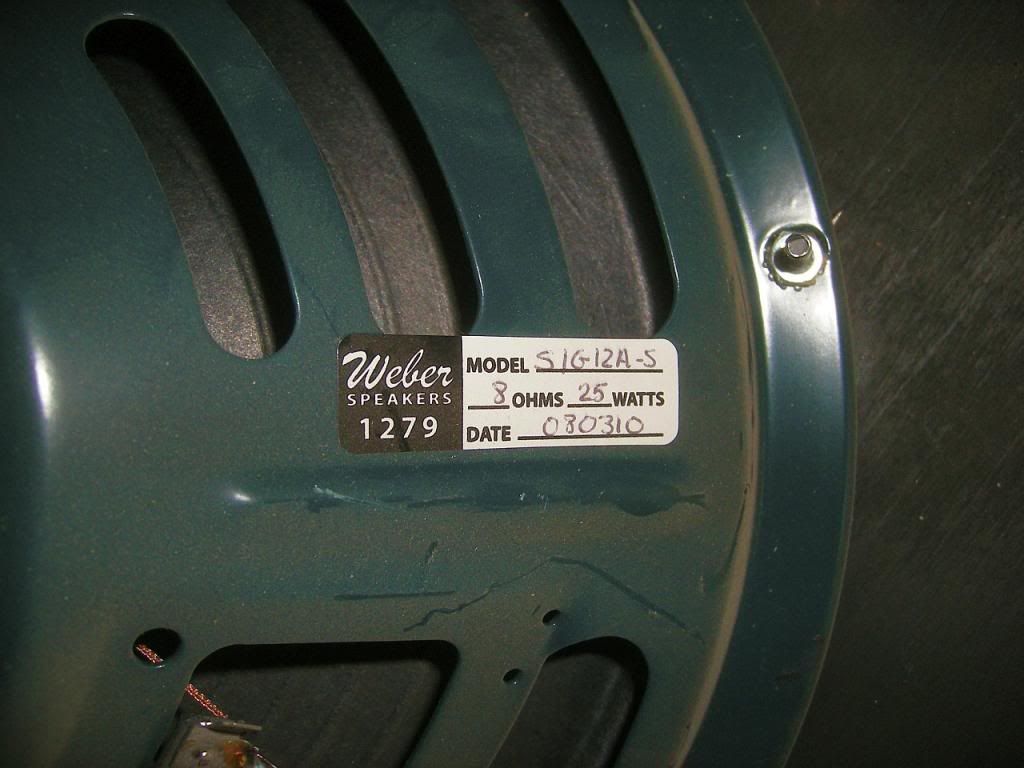 Weber
SPEAKERS
1279
MODEL SIG12A-S
8 OHMS 25 WATTS
DATE 080310